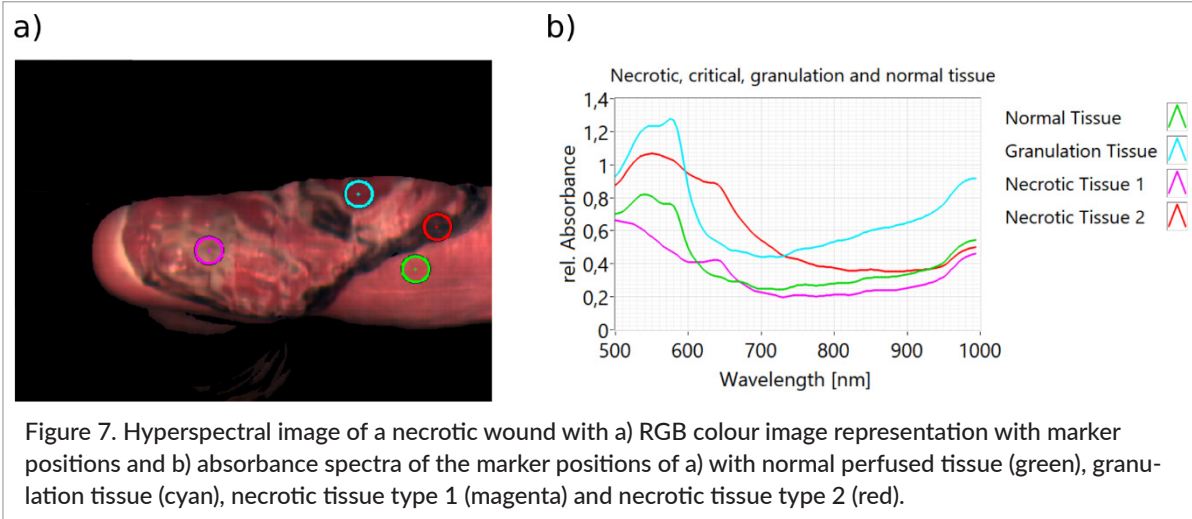 a)
b)
Necrotic, critical, granulation and normal tissue
1,4
1,2
1
0,8
0,6
0,4
0,2
0
rel. Absorbance
500 600 700 800 900 1000
Wavelength [nm]
Normal Tissue
Granulation Tissue
Necrotic Tissue 1
Necrotic Tissue 2
Figure 7. Hyperspectral image of a necrotic wound with a) RGB colour image representation with marker
positions and b) absorbance spectra of the marker positions of a) with normal perfused tissue (green), granu-
lation tissue (cyan), necrotic tissue type 1 (magenta) and necrotic tissue type 2 (red).